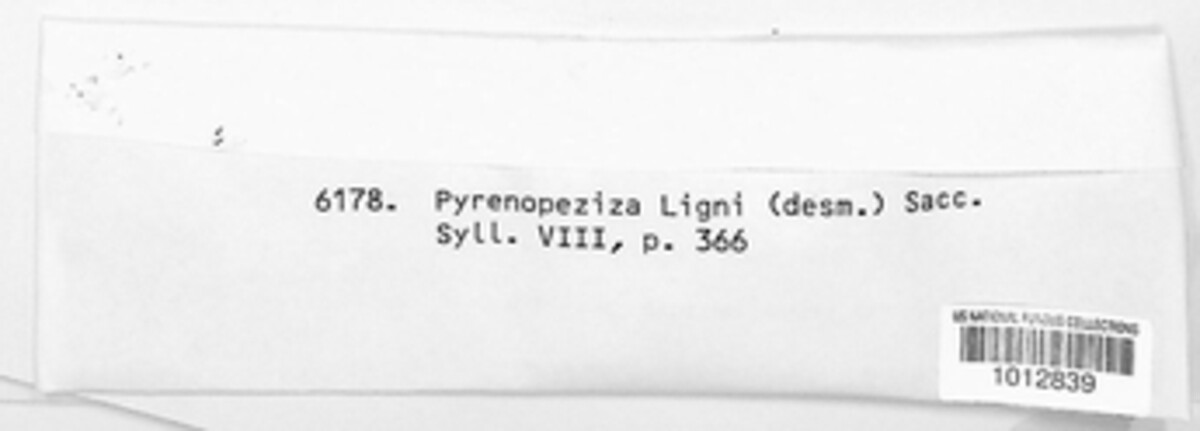 6178. Pyrenopeziza Ligni (desm.) Sacc.
Syll. VIII, p. 366
US NATIONAL FUNGUS COLLECTIONS
1012839